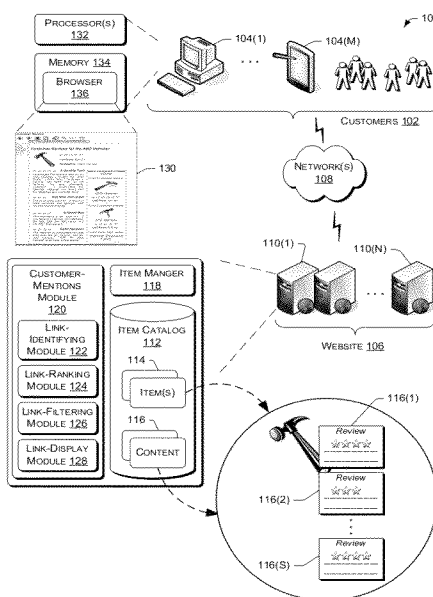 10
PROCESSOR(S)
132
MEMORY 134
BROWSER
136
104(1)
...
104(M)
CUSTOMERS 102
130
NETWORK(S)
108
110(1)
110(N)
...
WEBSITE 106
CUSTOMER-
MENTIONS
MODULE
120
LINK-
IDENTIFYING
MODULE 122
LINK-RANKING
MODULE 124
LINK-FILTERING
MODULE 126
LINK-DISPLAY
MODULE 128
ITEM MANGER
118
ITEM CATALOG
112
114
ITEM(S)
116
CONTENT
116(1)
Review
116(2)
Review
116(S)
Review